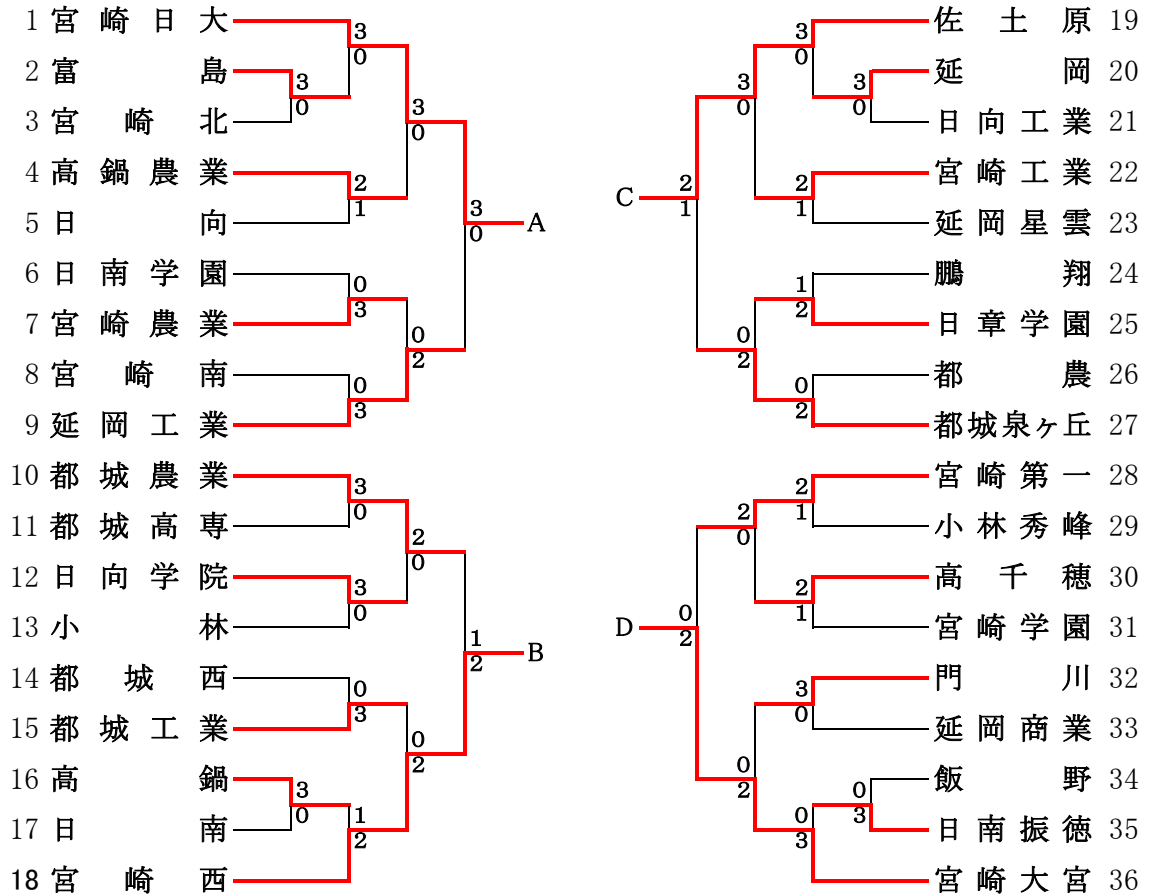 1 宮崎日大
2 富島
3 宮崎北
4 高鍋農業
5 日向
6 日南学園
7 宮崎農業
8 宮崎南
9 延岡工業
10 都城農業
11 都城高専
12 日向学院
13 小林
14 都城西
15 都城工業
16 高鍋
17 日南
18 宮崎西
3
0
3
0
3
0
2
1
3
0
A
0
3
0
2
0
3
3
0
2
0
3
0
1
2
B
0
3
0
2
3
0
1
2
佐土原 19
延岡 20
日向工業 21
宮崎工業 22
延岡星雲 23
鵬翔 24
日章学園 25
都農 26
都城泉ヶ丘 27
宮崎第一 28
小林秀峰 29
高千穂 30
宮崎学園 31
門川 32
延岡商業 33
飯野 34
日南振徳 35
宮崎大宮 36
3
0
3
0
3
0
2
1
C
2
1
1
2
0
2
0
2
2
1
2
0
2
1
D
0
2
3
0
0
2
0
3
0
3